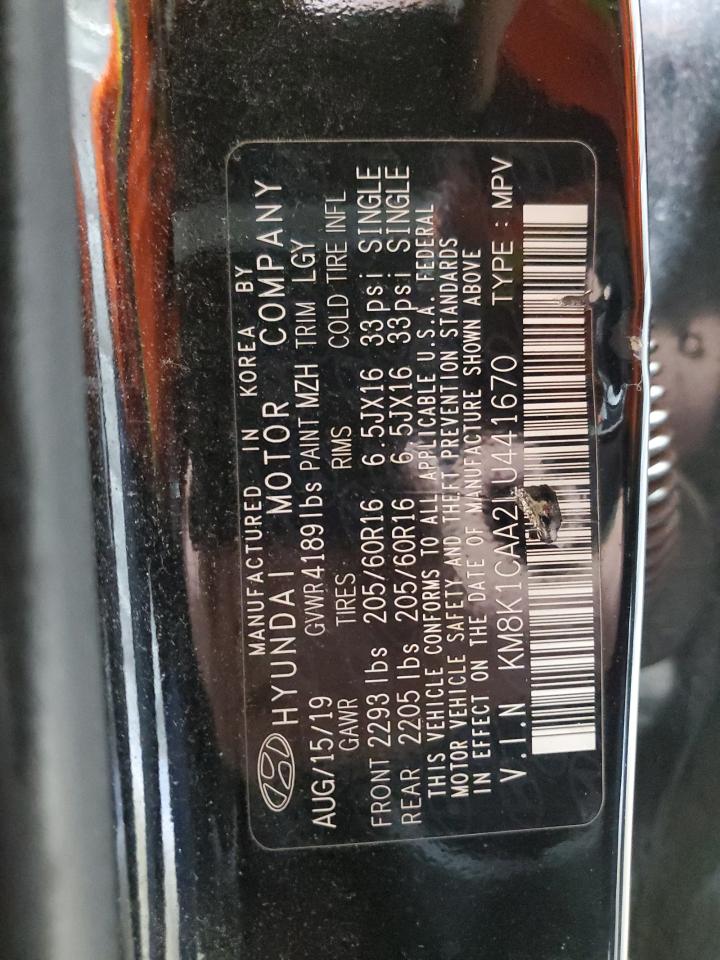 MANUFACTURED IN KOREA BY
HYUNDAI MOTOR COMPANY
AUG/15/19 GVWR 4189 lbs PAINT MZH TRIM LGY
GAWR TIRES RIMS COLD TIRE INFL
FRONT 2293 lbs 205/60R16 6.5JX16 33psi SINGLE
REAR 2205 lbs 205/60R16 6.5JX16 33psi SINGLE
THIS VEHICLE CONFORMS TO ALL APPLICABLE U.S.A. FEDERAL
MOTOR VEHICLE SAFETY AND THEFT PREVENTION STANDARDS
IN EFFECT ON THE DATE OF MANUFACTURE SHOWN ABOVE
V.I.N KM8K1CAA2LU441670 TYPE : MPV